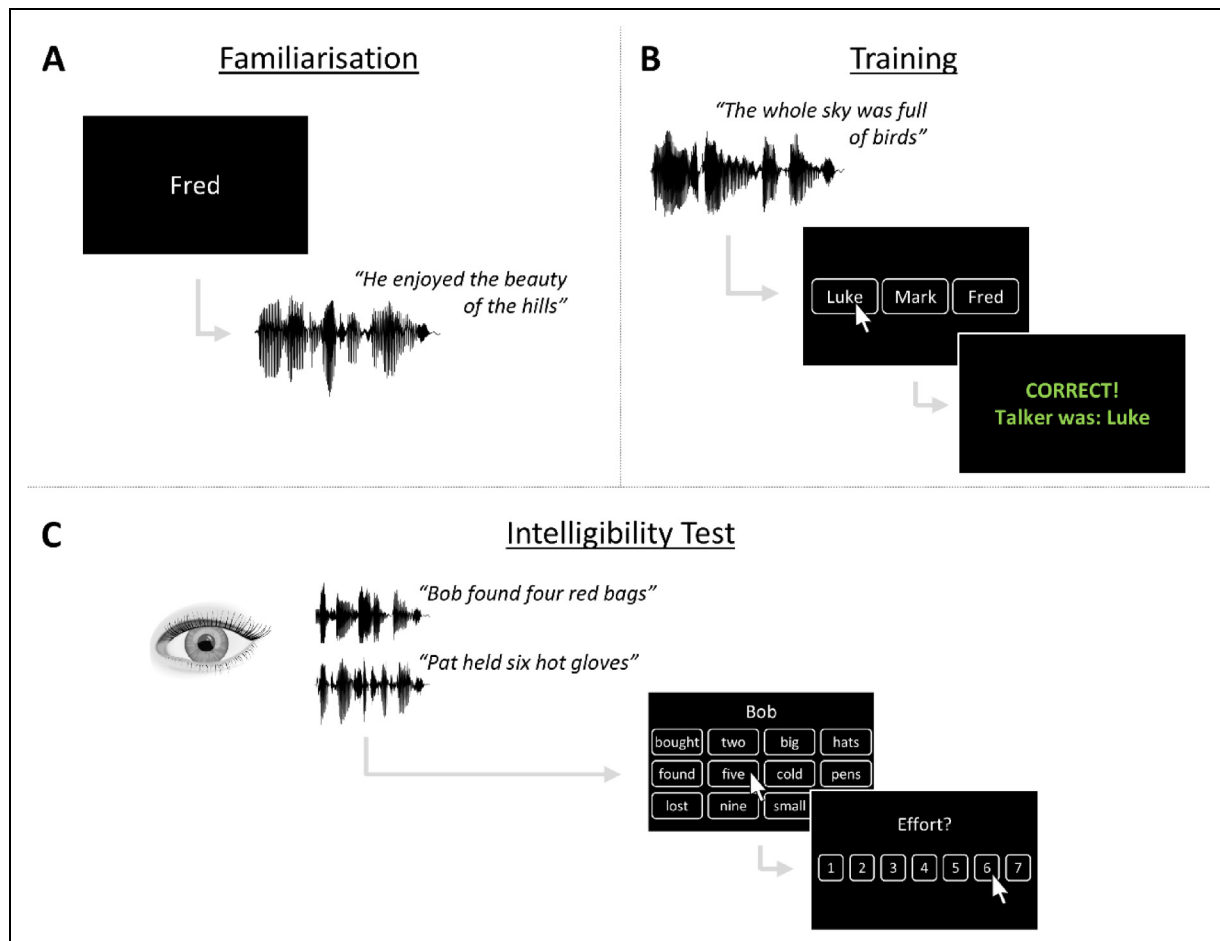 A
Familiarisation
Fred
“He enjoyed the beauty
of the hills”
B
Training
“The whole sky was full
of birds”
Luke Mark Fred
CORRECT!
Talker was: Luke
C
Intelligibility Test
“Bob found four red bags”
“Pat held six hot gloves”
Bob
bought two big hats
found five cold pens
lost nine small
Effort?
1 2 3 4 5 6 7